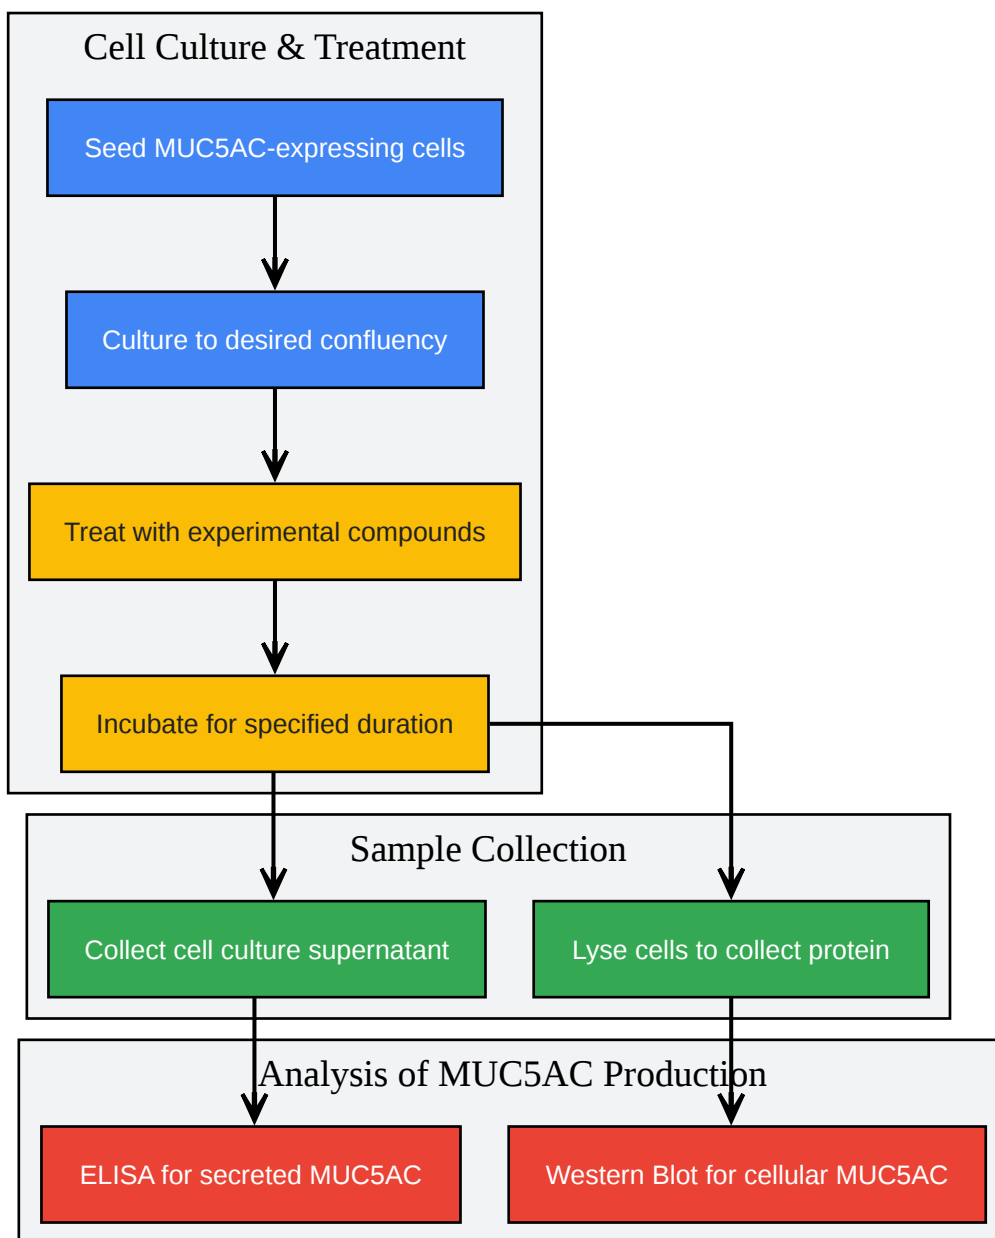 Cell Culture & Treatment
Seed MUC5AC-expressing cells
Culture to desired confluency
Treat with experimental compounds
Incubate for specified duration
Sample Collection
Collect cell culture supernatant
Lyse cells to collect protein
Analysis of MUC5AC Production
ELISA for secreted MUC5AC
Western Blot for cellular MUC5AC